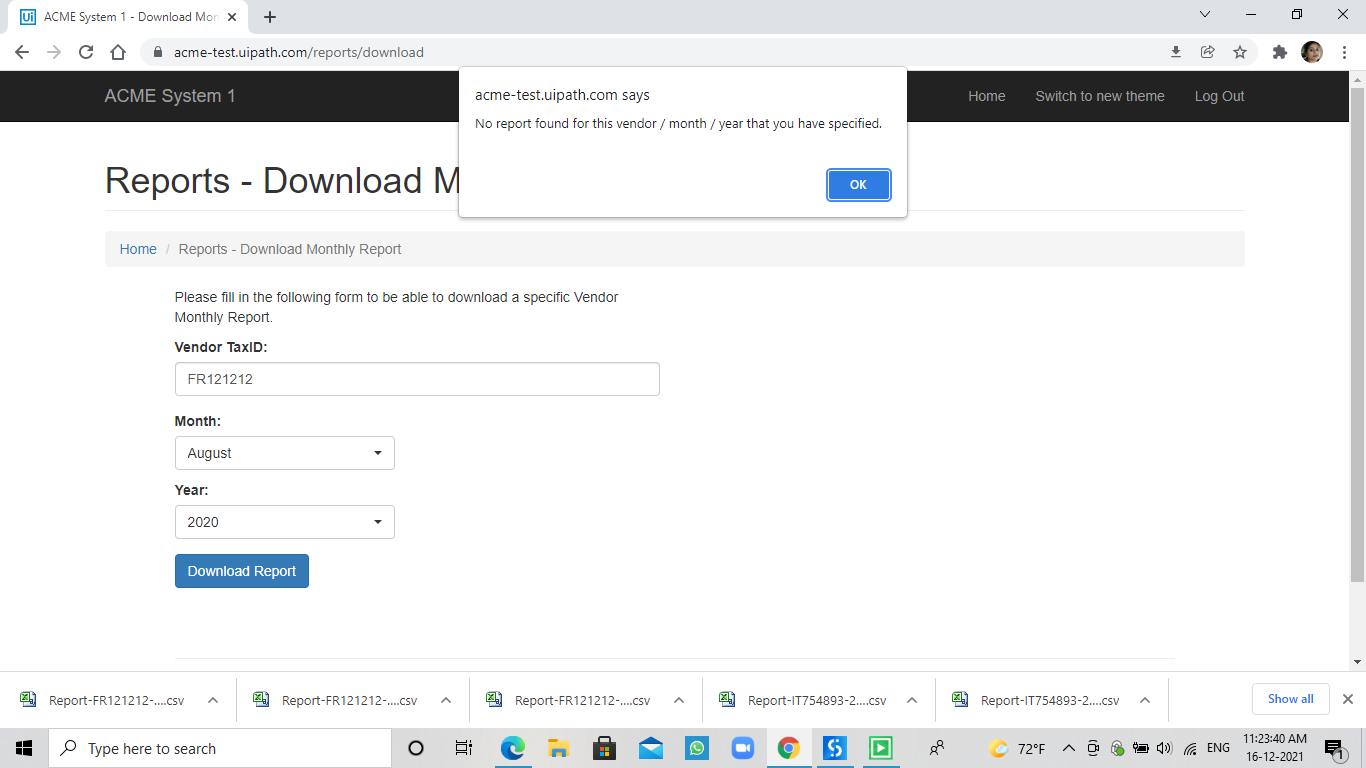 Ui ACME System 1 - Download Mon
acme-test.uipath.com/reports/download
ACME System 1
Home
Switch to new theme
Log Out
acme-test.uipath.com says
No report found for this vendor / month / year that you have specified.
OK
Reports - Download M
Home / Reports - Download Monthly Report
Please fill in the following form to be able to download a specific Vendor
Monthly Report.
Vendor TaxID:
FR121212
Month:
August
Year:
2020
Download Report
Report-FR121212-....csv
Report-FR121212-....csv
Report-FR121212-....csv
Report-IT754893-2....csv
Report-IT754893-2....csv
Show all
Type here to search
72°F
ENG
11:23:40 AM
16-12-2021
1